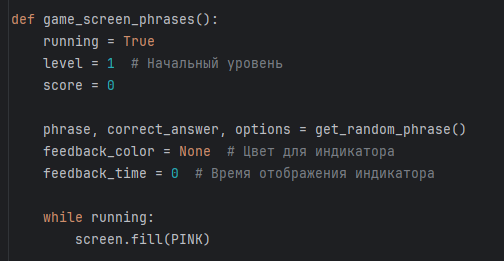 def game_screen_phrases():
    running = True
    level = 1  # Начальный уровень
    score = 0

    phrase, correct_answer, options = get_random_phrase()
    feedback_color = None  # Цвет для индикатора
    feedback_time = 0  # Время отображения индикатора

    while running:
        screen.fill(PINK)